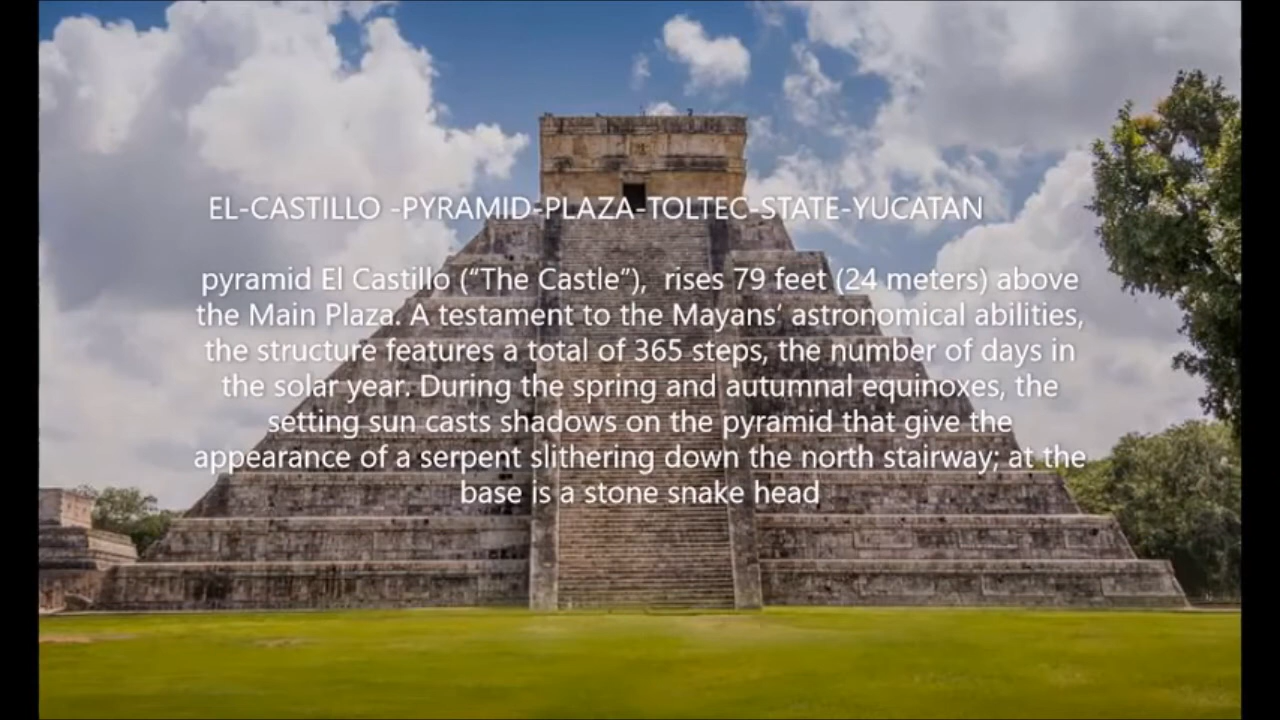 EL-CASTILLO -PYRAMID-PLAZA-TOLTEC-STATE-YUCATAN
pyramid El Castillo (“The Castle”),  rises 79 feet (24 meters) above
the Main Plaza. A testament to the Mayans’ astronomical abilities,
the structure features a total of 365 steps, the number of days in
the solar year. During the spring and autumnal equinoxes, the
setting sun casts shadows on the pyramid that give the
appearance of a serpent slithering down the north stairway; at the
base is a stone snake head